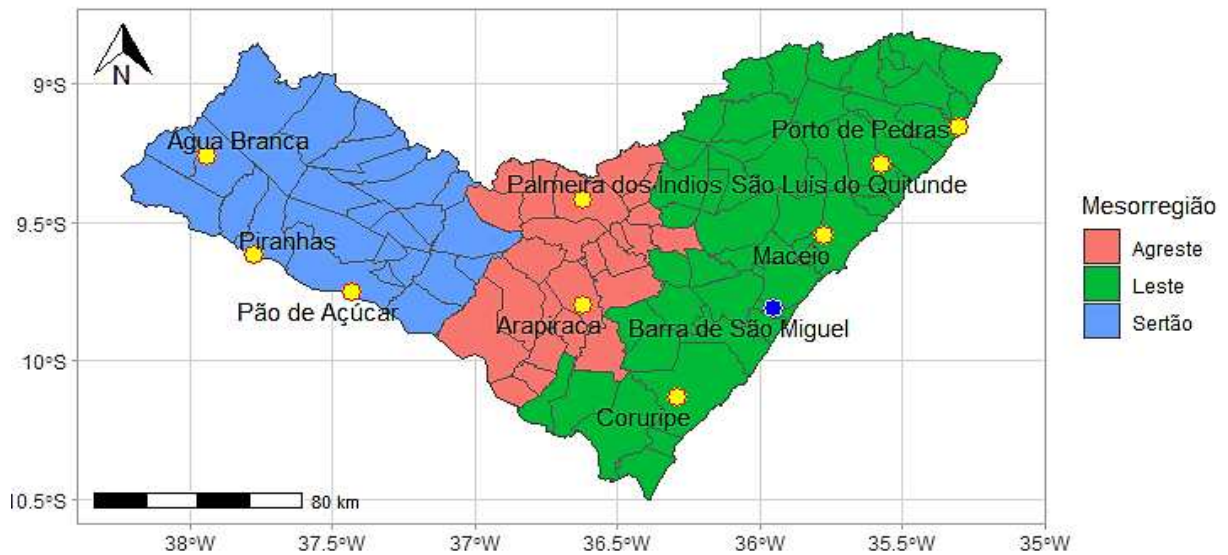 N
9°S
9.5°S
10°S
10.5°S
Água Branca
Piranhas
Pão de Açúcar
Palmeira dos Índios
Arapiraca
Porto de Pedras
São Luís do Quitunde
Maceió
Barra de São Miguel
Coruripe
80 km
38°W
37.5°W
37°W
36.5°W
36°W
35.5°W
35°W
Mesorregião
Agreste
Leste
Sertão